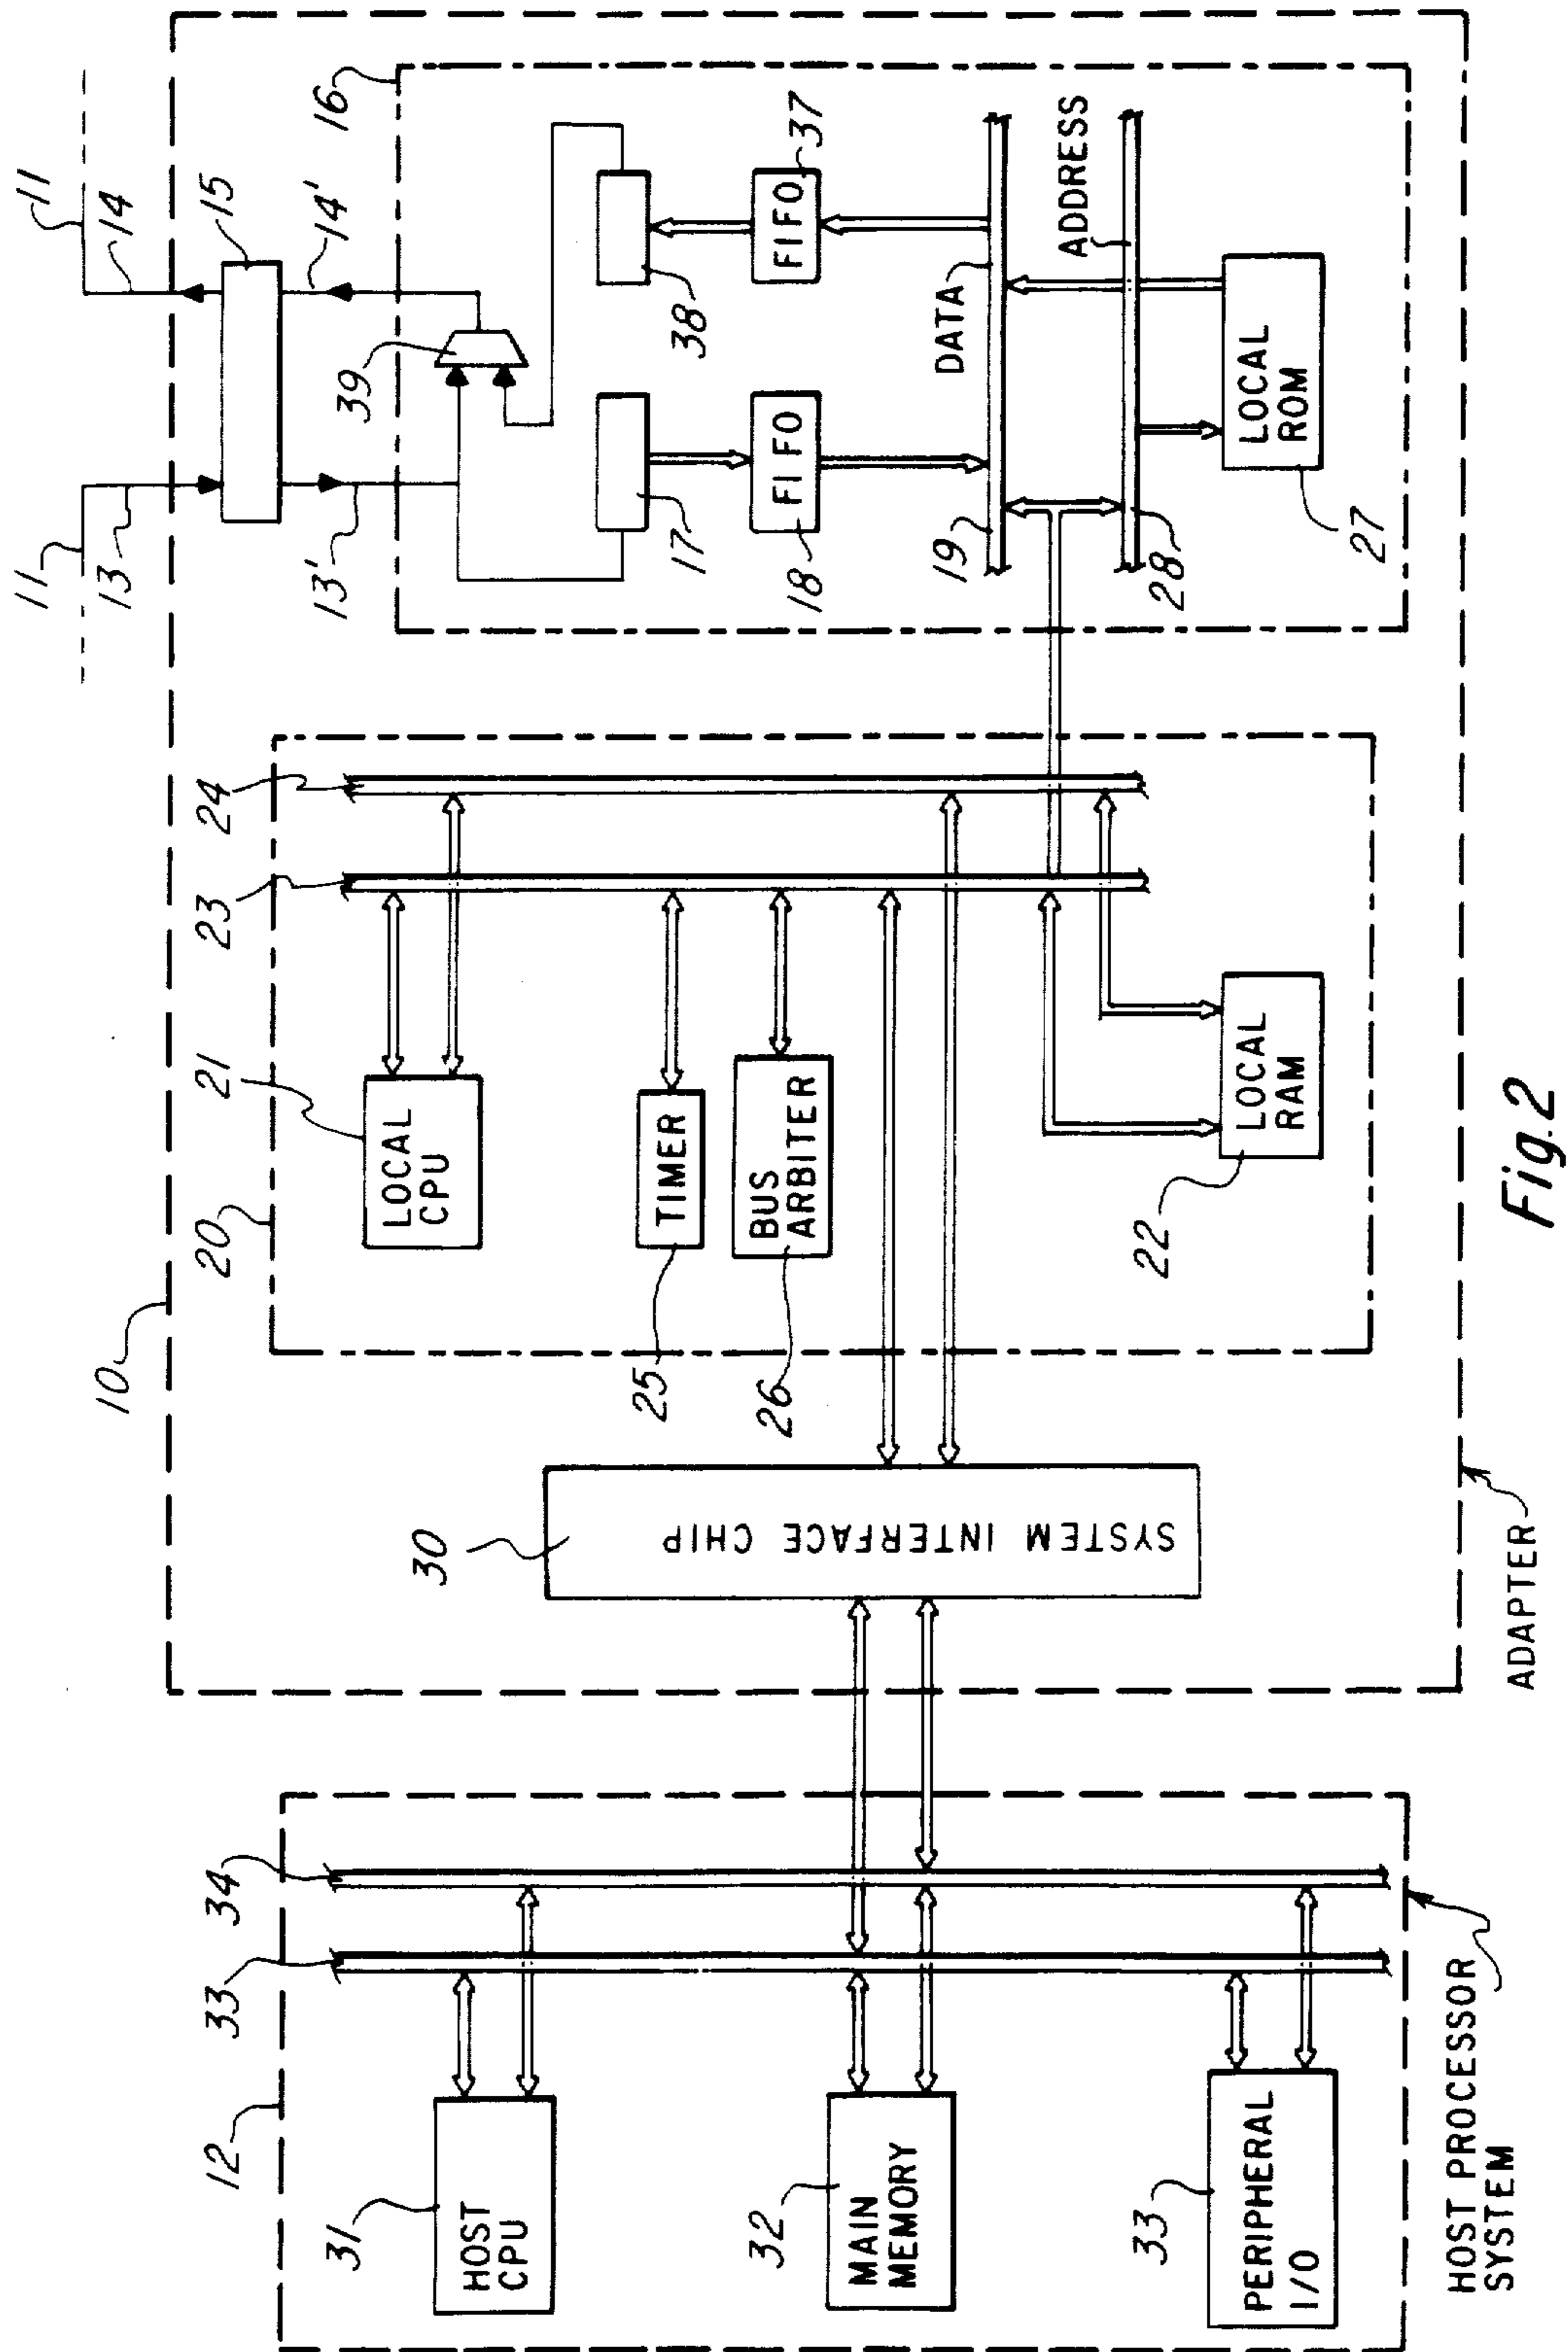 12
33
34
31
HOST
CPU
32
MAIN
MEMORY
33
PERIPHERAL
I/O
HOST PROCESSOR
SYSTEM
10
30
SYSTEM INTERFACE CHIP
ADAPTER
20
21
23
24
LOCAL
CPU
25
TIMER
26
BUS
ARBITER
22
LOCAL
RAM
11
13
13'
11
14
14'
15
16
39
17
38
18
FIFO
FIFO
37
19
DATA
28
ADDRESS
27
LOCAL
ROM
Fig. 2